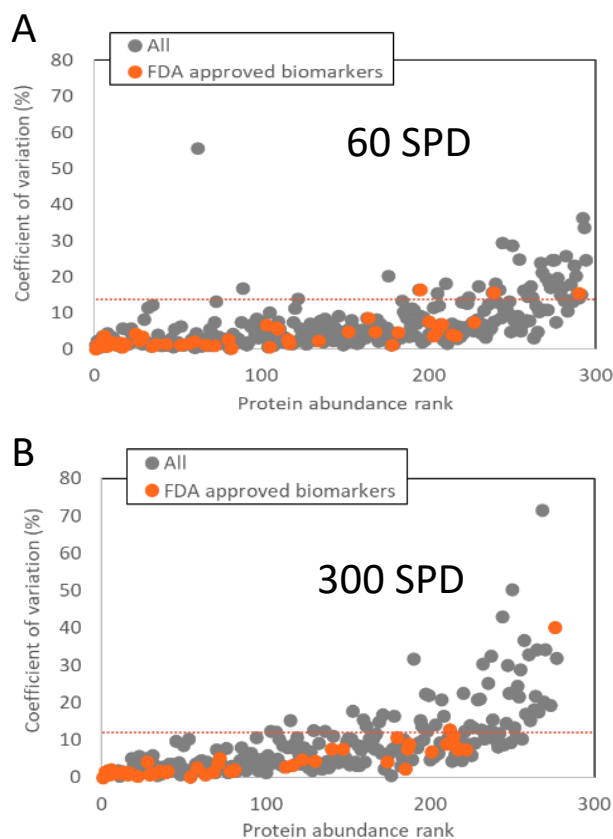 A
80
70
60
50
40
30
20
10
0
Coefficient of variation (%)
All
FDA approved biomarkers
60 SPD
0 100 200 300
Protein abundance rank
B
80
70
60
50
40
30
20
10
0
Coefficient of variation (%)
All
FDA approved biomarkers
300 SPD
0 100 200 300
Protein abundance rank